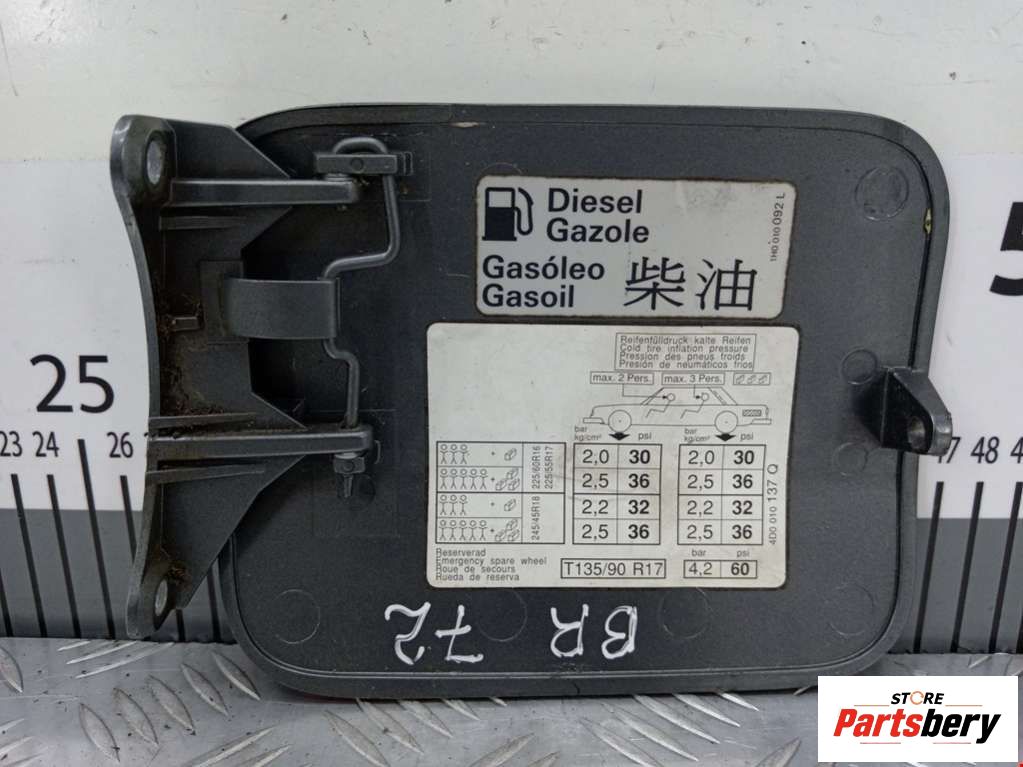 Diesel
Gazole
Gasóleo
Gasoil
柴油
1H0 010 092 L
Reifenfülldruck kalte Reifen
Cold tire inflation pressure
Pression des pneus froids
Presión de neumáticos fríos
max. 2 Pers. max. 3 Pers.
bar psi bar psi
kg/cm² kg/cm²
225/60R16
225/55R17
2,0 30 2,0 30
2,5 36 2,5 36
245/45R18
2,2 32 2,2 32
2,5 36 2,5 36
4D0 010 137 Q
Reserverad
Emergency spare wheel
Roue de secours
Rueda de reserva
bar psi
T135/90 R17 4,2 60
BR 72
25
23 24 26
5
47 48 4
STORE
Partsbery